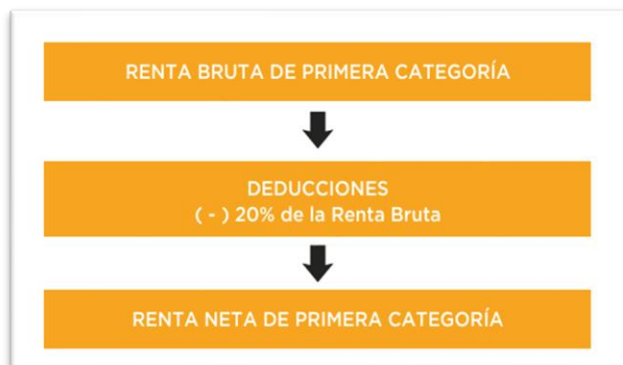 RENTA BRUTA DE PRIMERA CATEGORÍA
DEDUCCIONES
( - ) 20% de la Renta Bruta
RENTA NETA DE PRIMERA CATEGORÍA